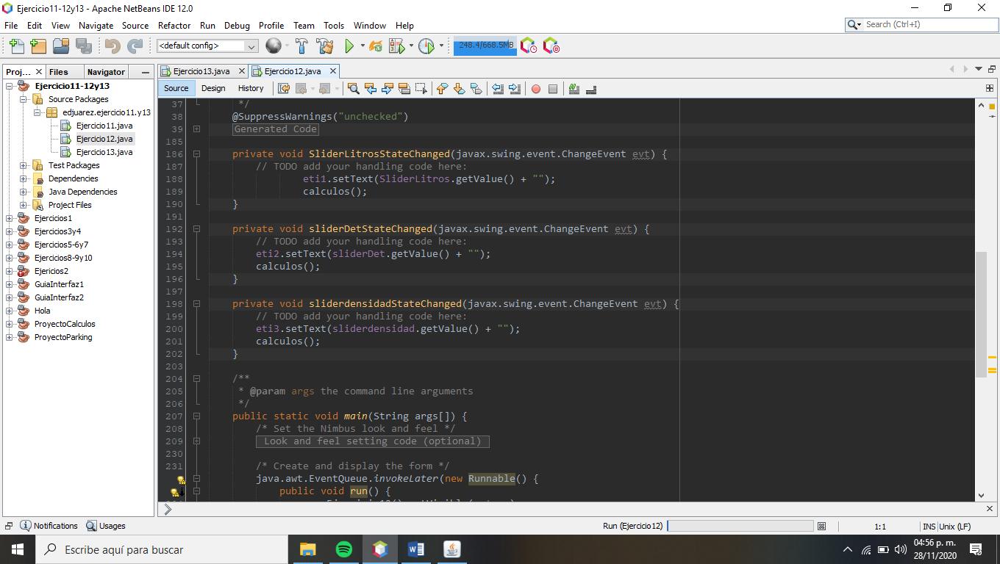 Ejercicio11-12y13 - Apache NetBeans IDE 12.0
File Edit View Navigate Source Refactor Run Debug Profile Team Tools Window Help
Search (Ctrl+I)
<default config>
248.4/668.5MB
Proj... Files Navigator
Ejercicio11-12y13
Source Packages
edjuarez.ejercicio11.y13
Ejercicio11.java
Ejercicio12.java
Ejercicio13.java
Test Packages
Dependencies
Java Dependencies
Project Files
Ejercicios1
Ejercicios3y4
Ejercicios5-6y7
Ejercicios8-9y10
Ejericios2
GuiaInterfaz1
GuiaInterfaz2
Hola
ProyectoCalculos
ProyectoParking
Ejercicio13.java Ejercicio12.java
Source Design History
37 */
38 @SuppressWarnings("unchecked")
39 Generated Code
185
186 private void SliderLitrosStateChanged(javax.swing.event.ChangeEvent evt) {
187 // TODO add your handling code here:
188 eti1.setText(SliderLitros.getValue() + "");
189 calculos();
190 }
191
192 private void sliderDetStateChanged(javax.swing.event.ChangeEvent evt) {
193 // TODO add your handling code here:
194 eti2.setText(sliderDet.getValue() + "");
195 calculos();
196 }
197
198 private void sliderdensidadStateChanged(javax.swing.event.ChangeEvent evt) {
199 // TODO add your handling code here:
200 eti3.setText(sliderdensidad.getValue() + "");
201 calculos();
202 }
203
204 /**
205 * @param args the command line arguments
206 */
207 public static void main(String args[]) {
208 /* Set the Nimbus look and feel */
209 Look and feel setting code (optional)
230
231 /* Create and display the form */
java.awt.EventQueue.invokeLater(new Runnable() {
public void run() {
Notifications Usages
Run (Ejercicio12)
1:1
INS Unix (LF)
Escribe aquí para buscar
04:56 p. m.
28/11/2020